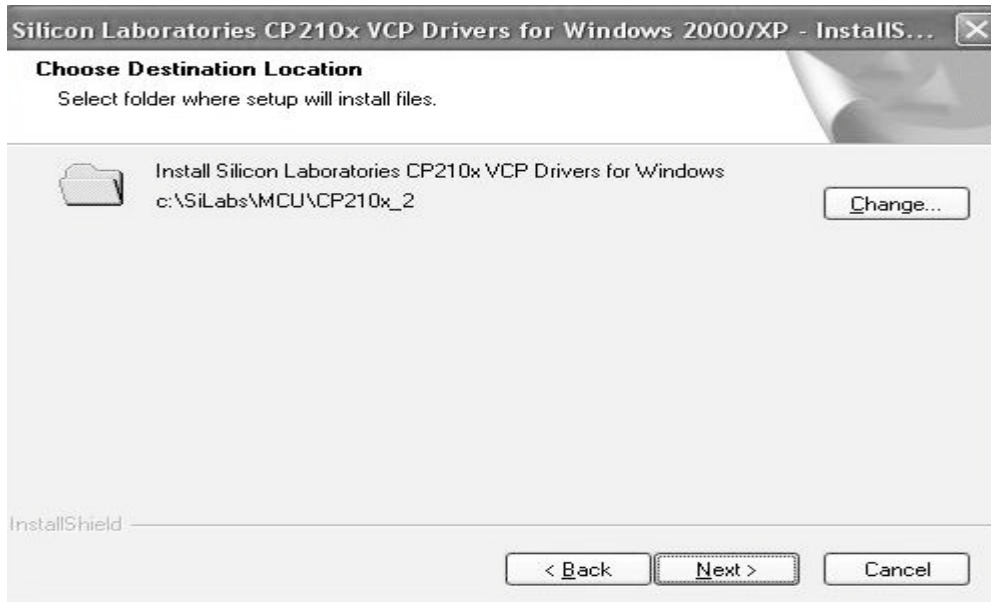 Silicon Laboratories CP210x VCP Drivers for Windows 2000/XP - InstallS...
Choose Destination Location
Select folder where setup will install files.
Install Silicon Laboratories CP210x VCP Drivers for Windows
c:\SiLabs\MCU\CP210x_2
Change...
InstallShield
< Back
Next >
Cancel